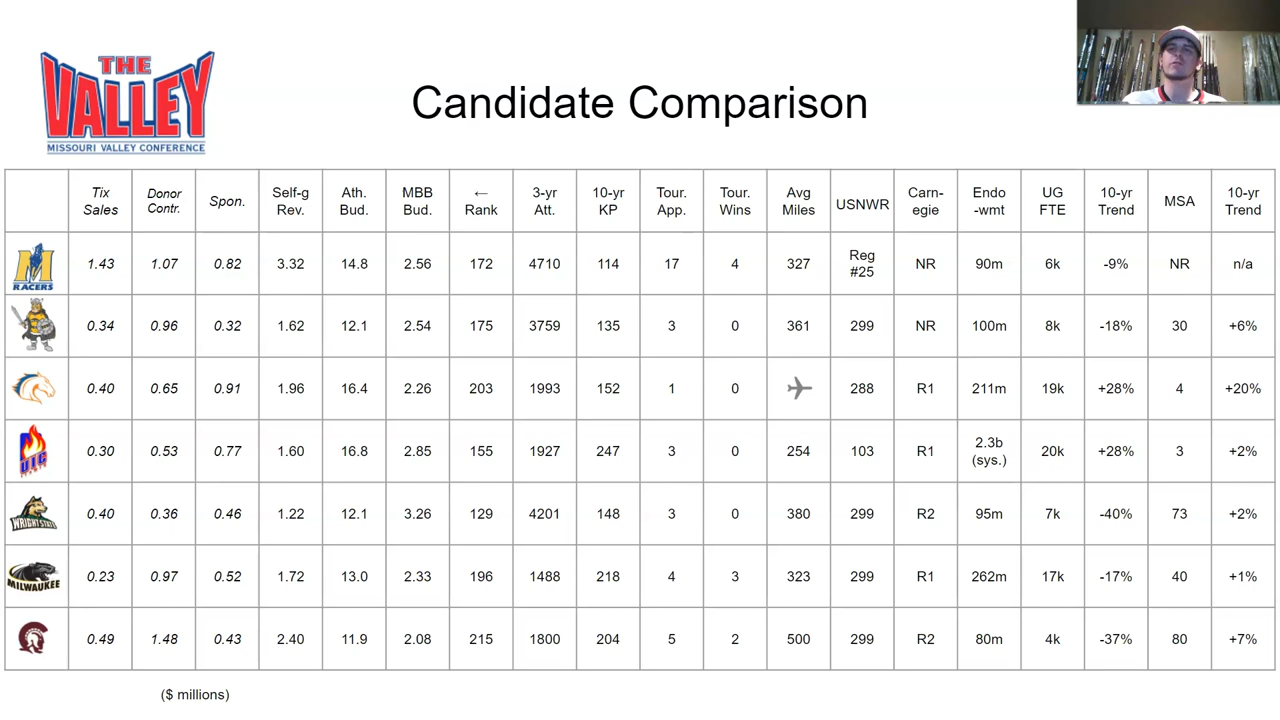 THE
VALLEY
MISSOURI VALLEY CONFERENCE
Candidate Comparison
Tix Sales Donor Contr. Spon. Self-g Rev. Ath. Bud. MBB Bud. ← Rank 3-yr Att. 10-yr KP Tour. App. Tour. Wins Avg Miles USNWR Carn-egie Endo-wmt UG FTE 10-yr Trend MSA 10-yr Trend
M RACERS 1.43 1.07 0.82 3.32 14.8 2.56 172 4710 114 17 4 327 Reg #25 NR 90m 6k -9% NR n/a
0.34 0.96 0.32 1.62 12.1 2.54 175 3759 135 3 0 361 299 NR 100m 8k -18% 30 +6%
0.40 0.65 0.91 1.96 16.4 2.26 203 1993 152 1 0 288 R1 211m 19k +28% 4 +20%
UIC 0.30 0.53 0.77 1.60 16.8 2.85 155 1927 247 3 0 254 103 R1 2.3b (sys.) 20k +28% 3 +2%
WRIGHT STATE 0.40 0.36 0.46 1.22 12.1 3.26 129 4201 148 3 0 380 299 R2 95m 7k -40% 73 +2%
MILWAUKEE 0.23 0.97 0.52 1.72 13.0 2.33 196 1488 218 4 3 323 299 R1 262m 17k -17% 40 +1%
0.49 1.48 0.43 2.40 11.9 2.08 215 1800 204 5 2 500 299 R2 80m 4k -37% 80 +7%
($ millions)